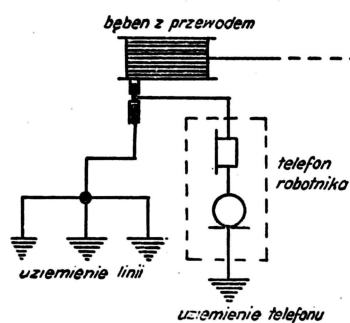 bęben z przewodem
telefon
robotnika
uziemienie linii
uziemienie telefonu